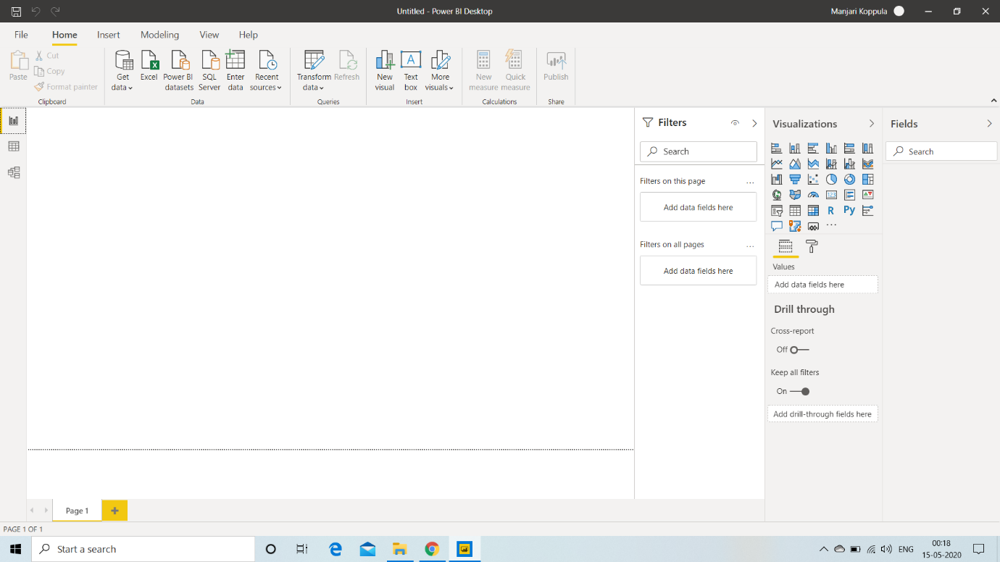 Untitled - Power BI Desktop
Manjari Koppula
File Home Insert Modeling View Help
Paste
Cut
Copy
Format painter
Clipboard
Get data
Excel
Power BI datasets
SQL Server
Enter data
Recent sources
Data
Transform data
Refresh
Queries
New visual
Text box
More visuals
Insert
New measure
Quick measure
Calculations
Publish
Share
Filters
Search
Filters on this page
...
Add data fields here
Filters on all pages
...
Add data fields here
Visualizations
123
R
Py
...
Values
Add data fields here
Drill through
Cross-report
Off
Keep all filters
On
Add drill-through fields here
Fields
Search
Page 1
+
PAGE 1 OF 1
Start a search
ENG
00:18
15-05-2020